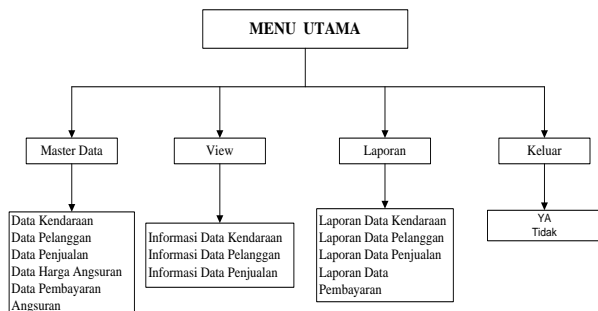 MENU UTAMA
Master Data
View
Laporan
Keluar
Data Kendaraan
Data Pelanggan
Data Penjualan
Data Harga Angsuran
Data Pembayaran
Angsuran
Informasi Data Kendaraan
Informasi Data Pelanggan
Informasi Data Penjualan
Laporan Data Kendaraan
Laporan Data Pelanggan
Laporan Data Penjualan
Laporan Data
Pembayaran
YA
Tidak